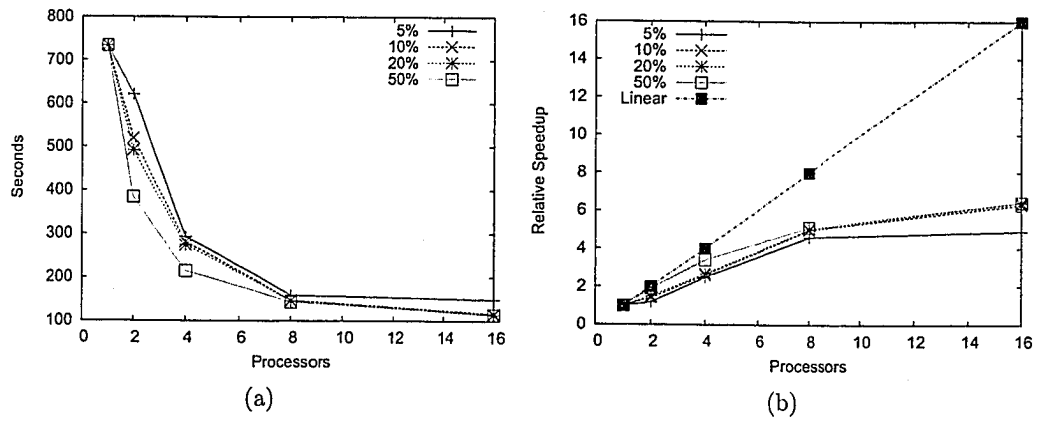 800
700
600
500
400
300
200
100
0 2 4 6 8 10 12 14 16
Seconds
Processors
5%
10%
20%
50%
(a)
16
14
12
10
8
6
4
2
0
0 2 4 6 8 10 12 14 16
Relative Speedup
Processors
5%
10%
20%
50%
Linear
(b)